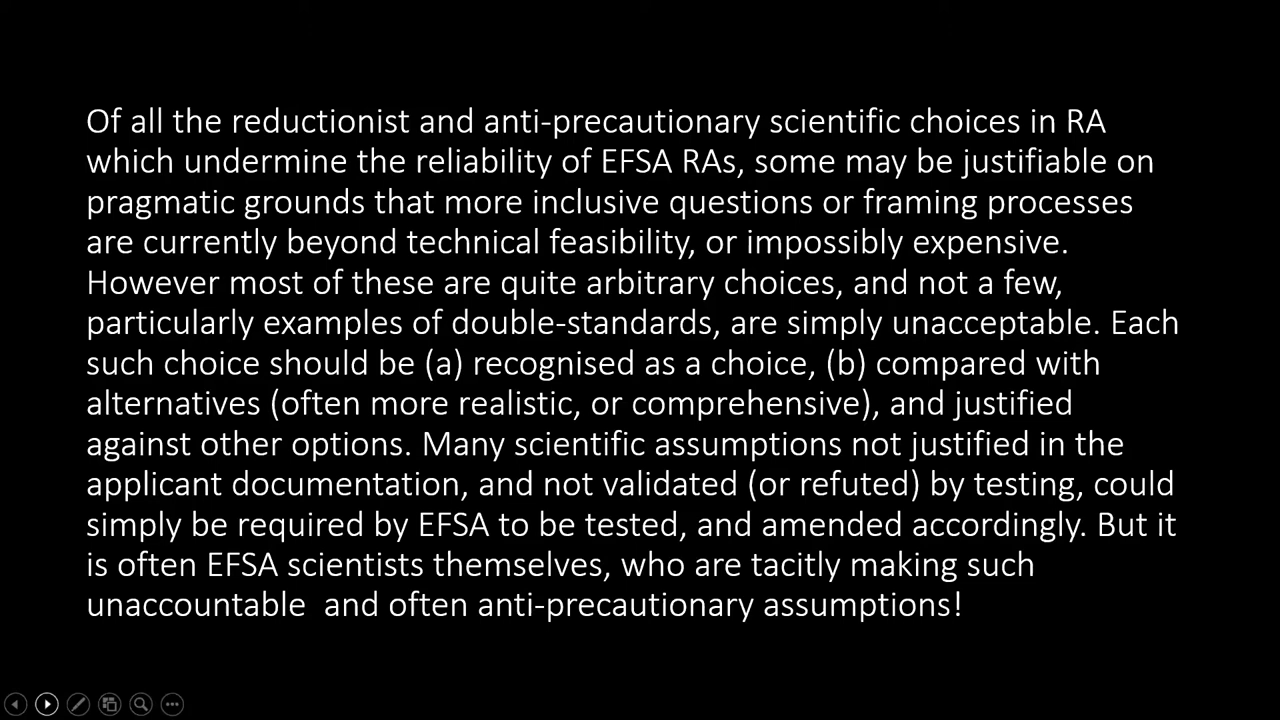 Of all the reductionist and anti-precautionary scientific choices in RA
which undermine the reliability of EFSA RAs, some may be justifiable on
pragmatic grounds that more inclusive questions or framing processes
are currently beyond technical feasibility, or impossibly expensive.
However most of these are quite arbitrary choices, and not a few,
particularly examples of double-standards, are simply unacceptable. Each
such choice should be (a) recognised as a choice, (b) compared with
alternatives (often more realistic, or comprehensive), and justified
against other options. Many scientific assumptions not justified in the
applicant documentation, and not validated (or refuted) by testing, could
simply be required by EFSA to be tested, and amended accordingly. But it
is often EFSA scientists themselves, who are tacitly making such
unaccountable  and often anti-precautionary assumptions!